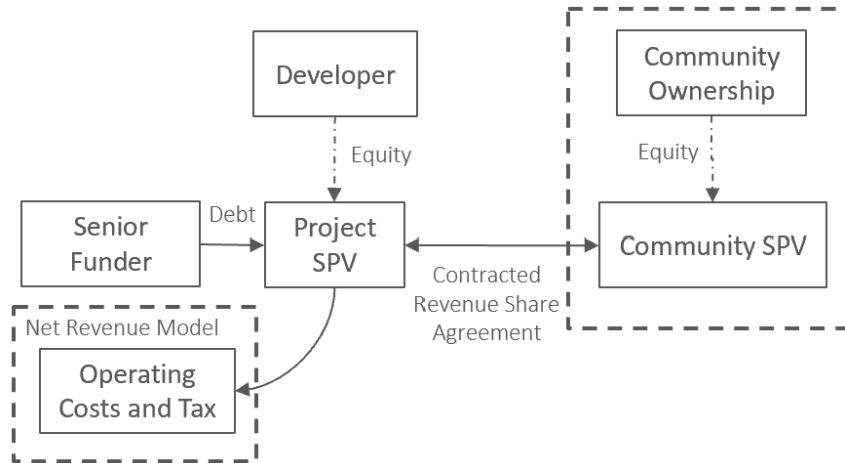 Developer
Community
Ownership
Equity
Equity
Senior
Funder
Debt
Project
SPV
Community SPV
Contracted
Revenue Share
Agreement
Net Revenue Model
Operating
Costs and Tax